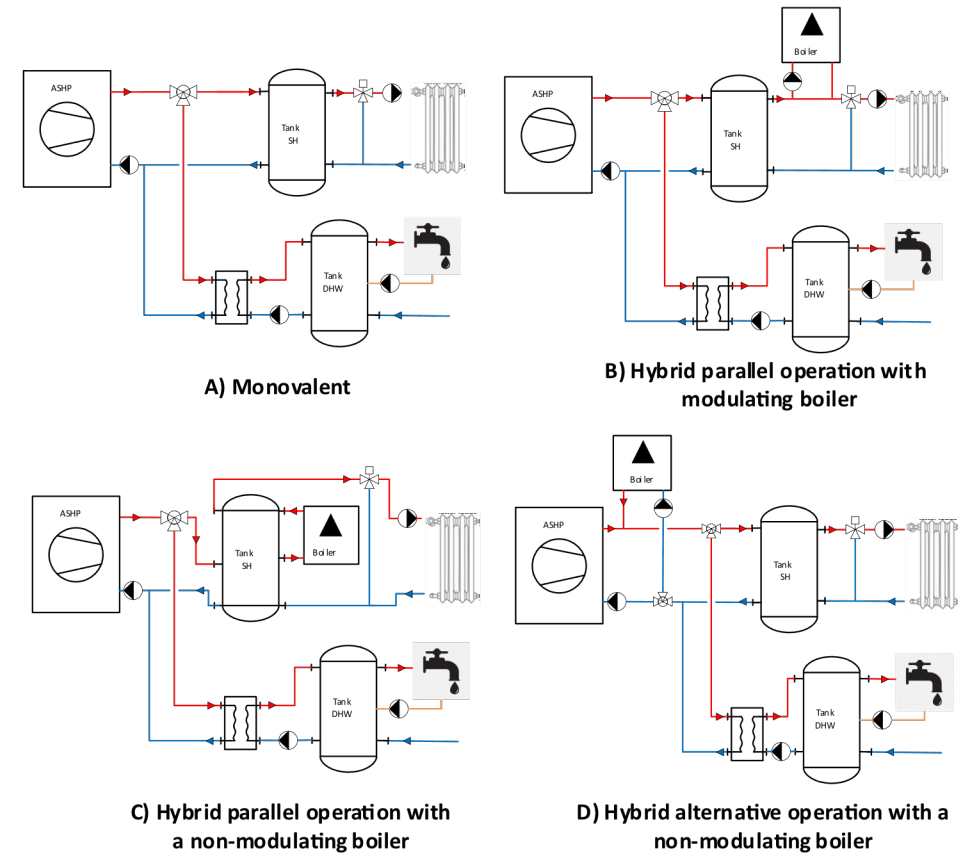 ASHP
Tank
SH
Tank
DHW
A) Monovalent
Boiler
ASHP
Tank
SH
Tank
DHW
B) Hybrid parallel operation with
modulating boiler
ASHP
Tank
SH
Boiler
Tank
DHW
C) Hybrid parallel operation with
a non-modulating boiler
Boiler
ASHP
Tank
SH
Tank
DHW
D) Hybrid alternative operation with a
non-modulating boiler